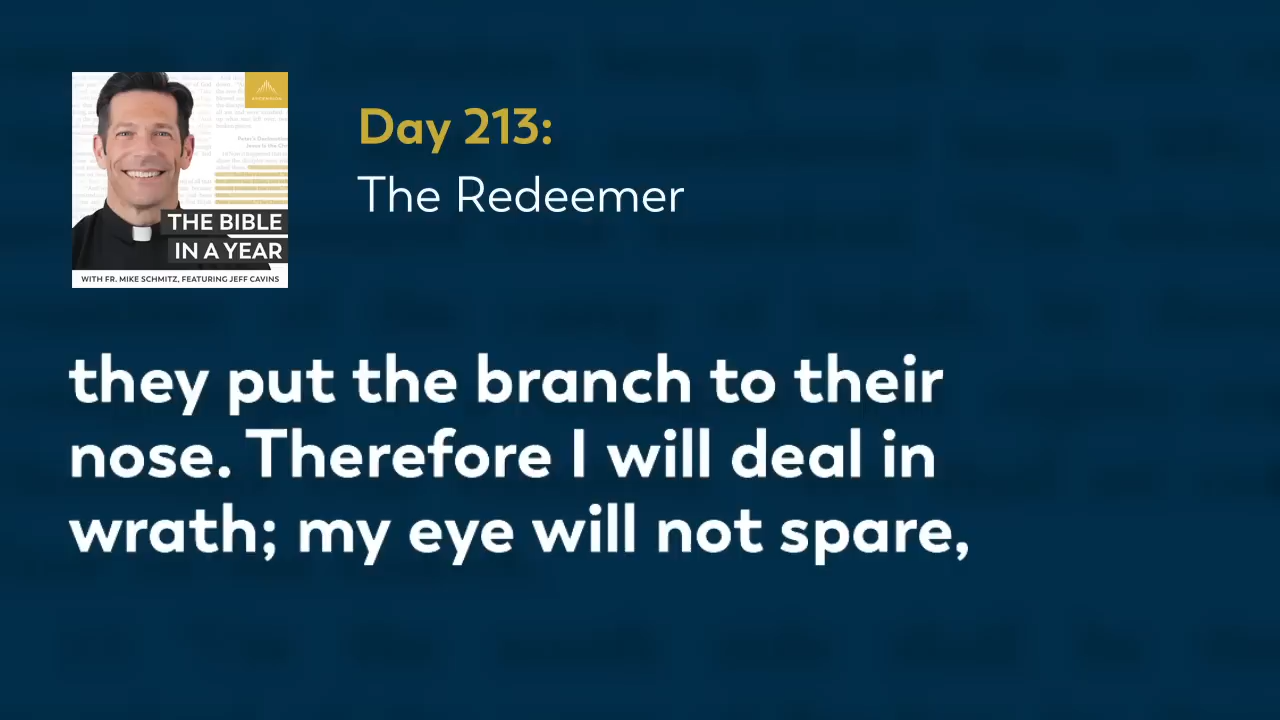 Day 213:
The Redeemer
ASCENSION
THE BIBLE
IN A YEAR
WITH FR. MIKE SCHMITZ, FEATURING JEFF CAVINS
they put the branch to their
nose. Therefore I will deal in
wrath; my eye will not spare,